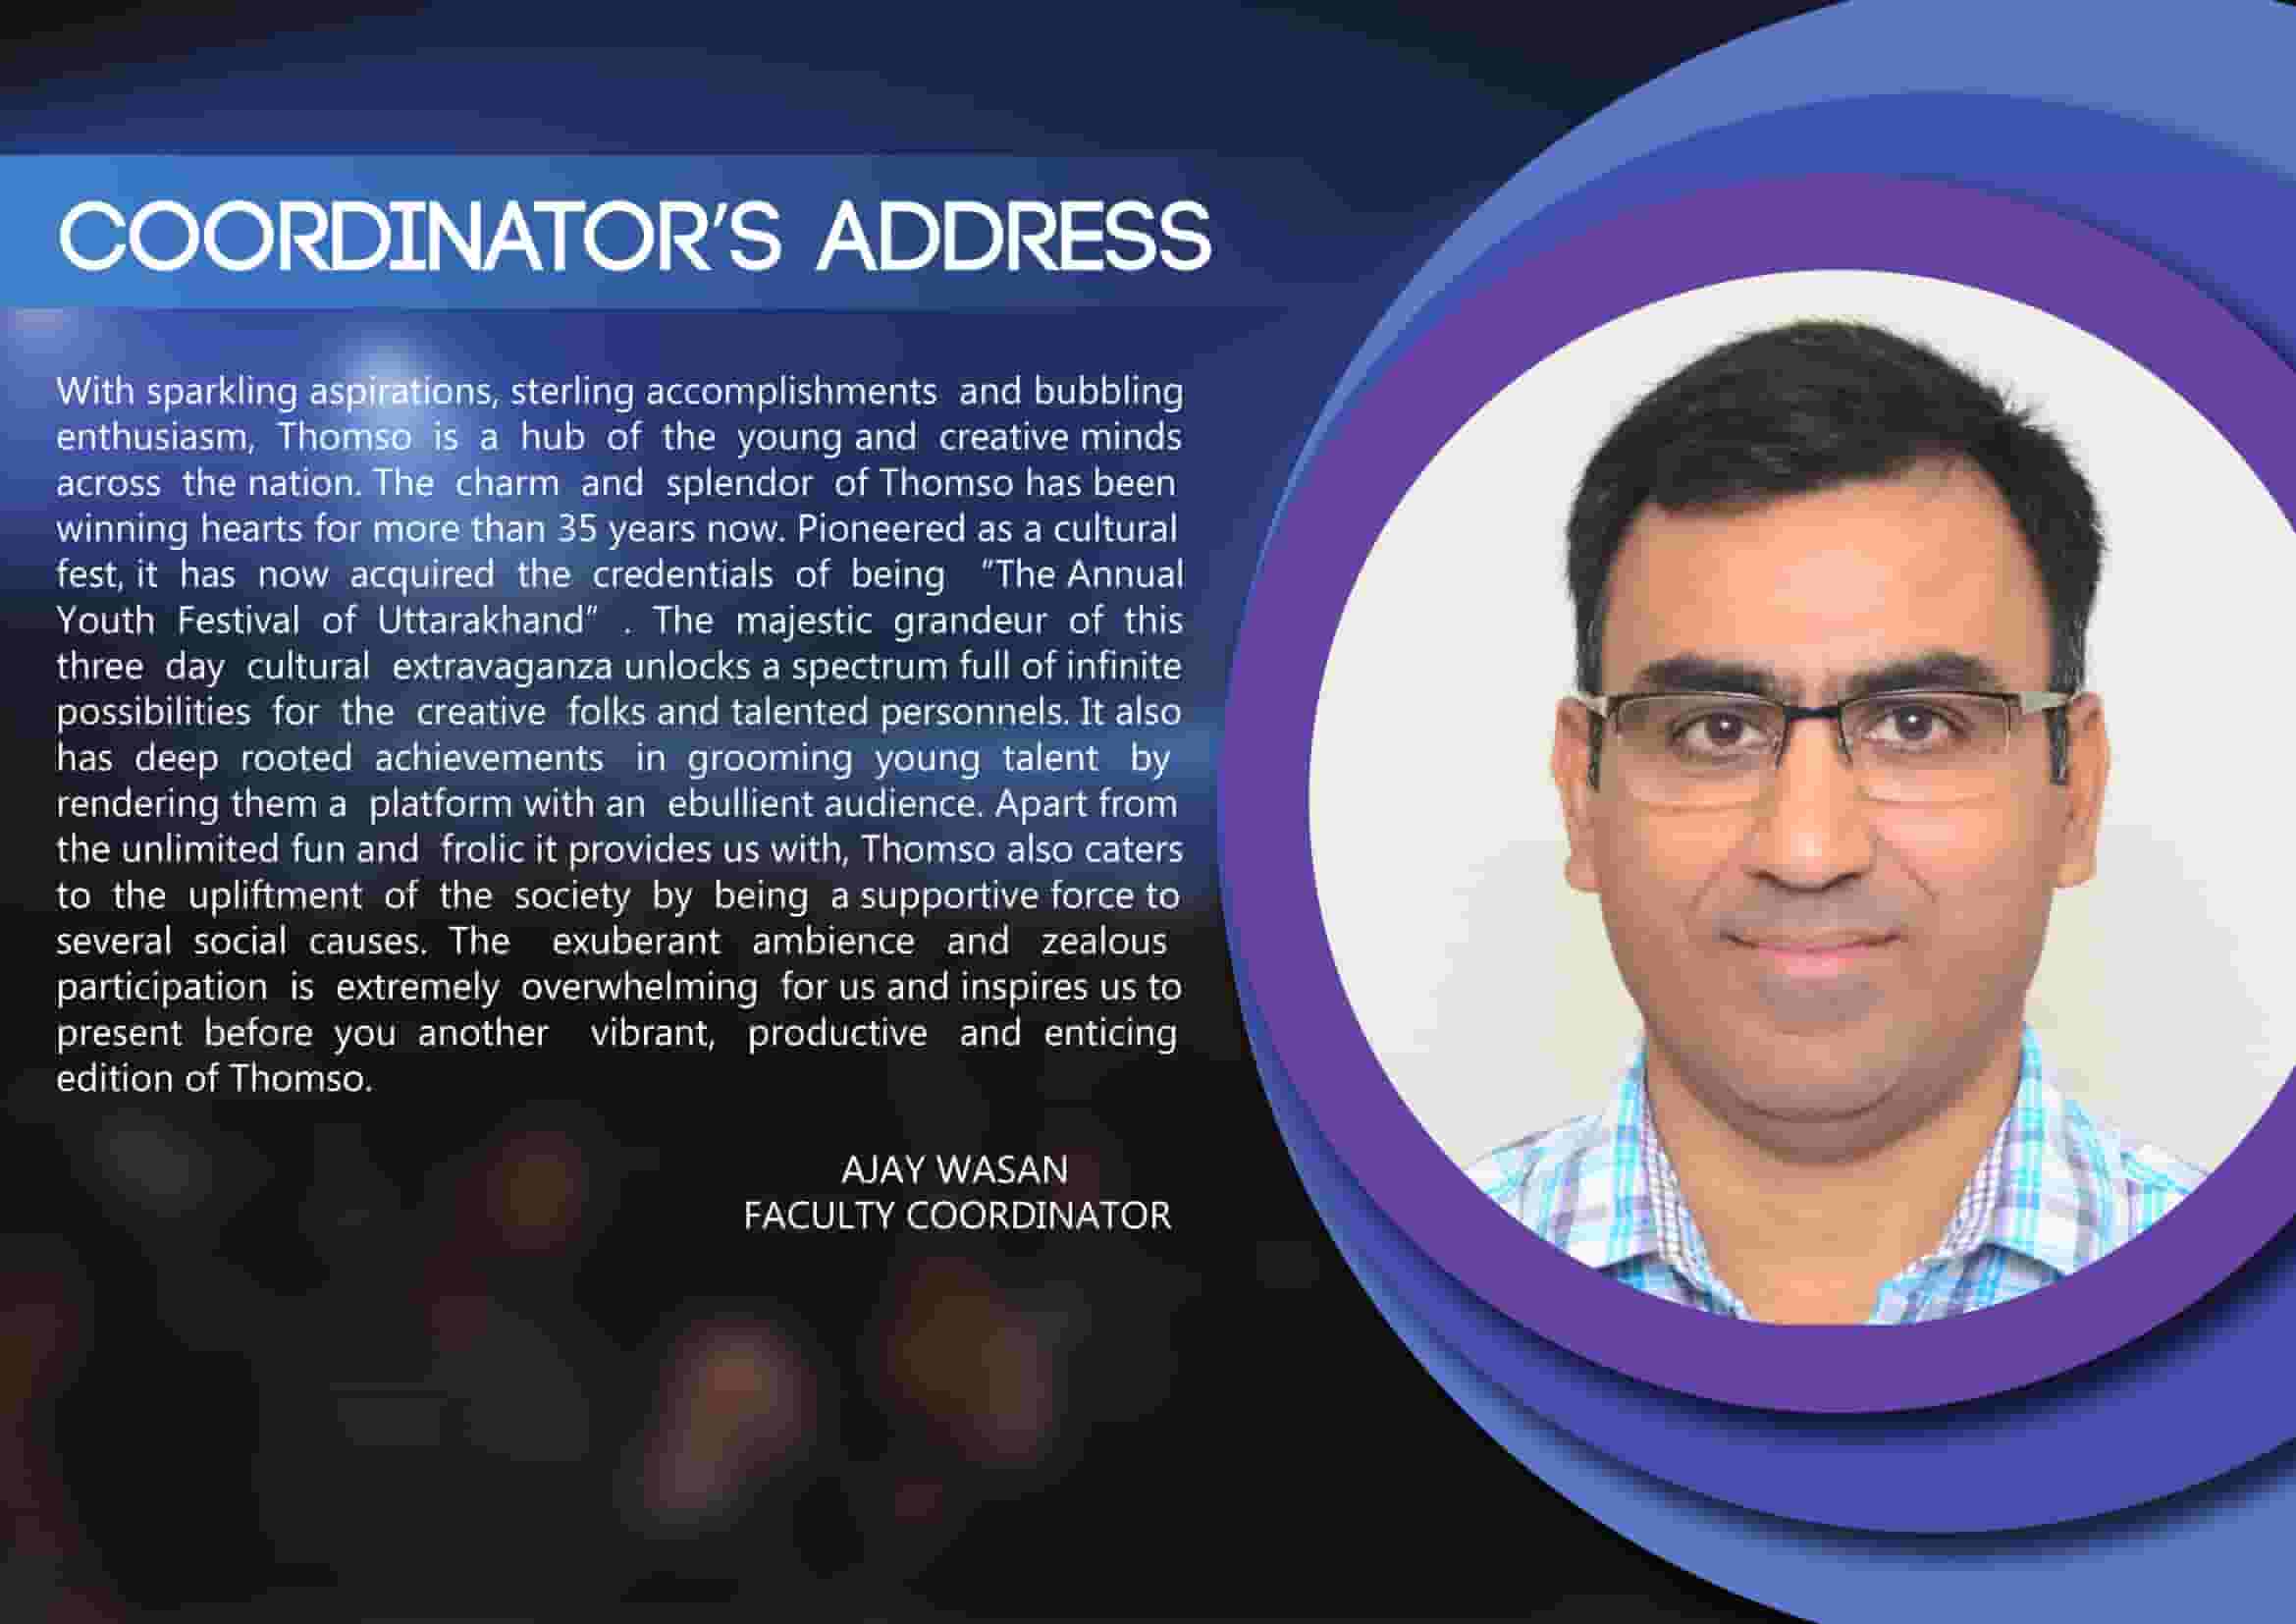 COORDINATOR'S ADDRESS
With sparkling aspirations, sterling accomplishments and bubbling
enthusiasm, Thomso is a hub of the young and creative minds
across the nation. The charm and splendor of Thomso has been
winning hearts for more than 35 years now. Pioneered as a cultural
fest, it has now acquired the credentials of being "The Annual
Youth Festival of Uttarakhand" . The majestic grandeur of this
three day cultural extravaganza unlocks a spectrum full of infinite
possibilities for the creative folks and talented personnels. It also
has deep rooted achievements in grooming young talent by
rendering them a platform with an ebullient audience. Apart from
the unlimited fun and frolic it provides us with, Thomso also caters
to the upliftment of the society by being a supportive force to
several social causes. The exuberant ambience and zealous
participation is extremely overwhelming for us and inspires us to
present before you another vibrant, productive and enticing
edition of Thomso.
AJAY WASAN
FACULTY COORDINATOR